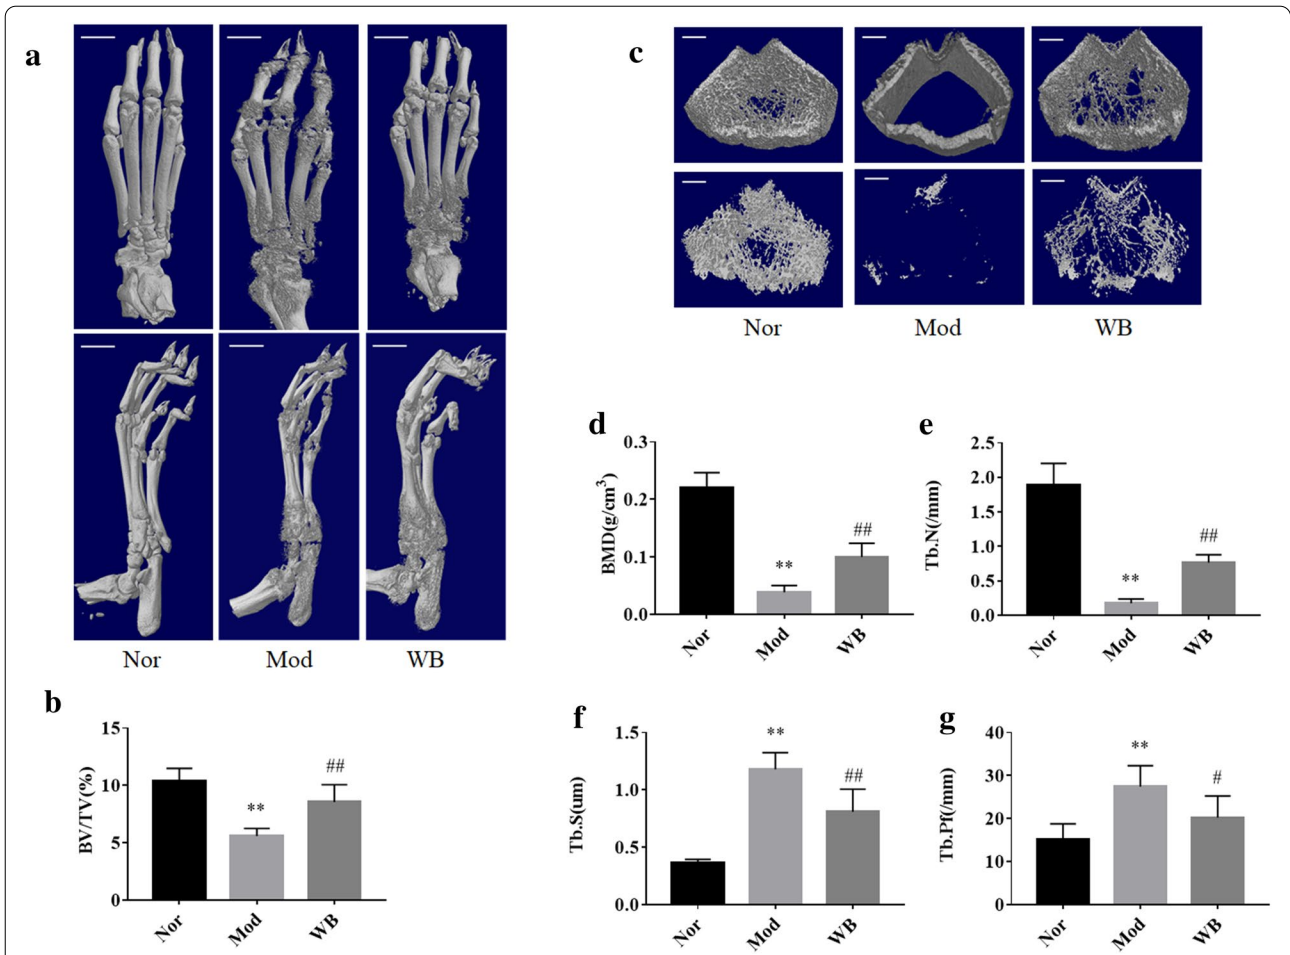 a
Nor Mod WB
b
BV/TV(%)
15
10
5
0
**
##
Nor Mod WB
c
Nor Mod WB
d
BMD(g/cm³)
0.3
0.2
0.1
0.0
**
##
Nor Mod WB
e
Tb.N(/mm)
2.5
2.0
1.5
1.0
0.5
0.0
**
##
Nor Mod WB
f
Tb.S(um)
1.5
1.0
0.5
0.0
**
##
Nor Mod WB
g
Tb.Pf(/mm)
40
30
20
10
0
**
#
Nor Mod WB